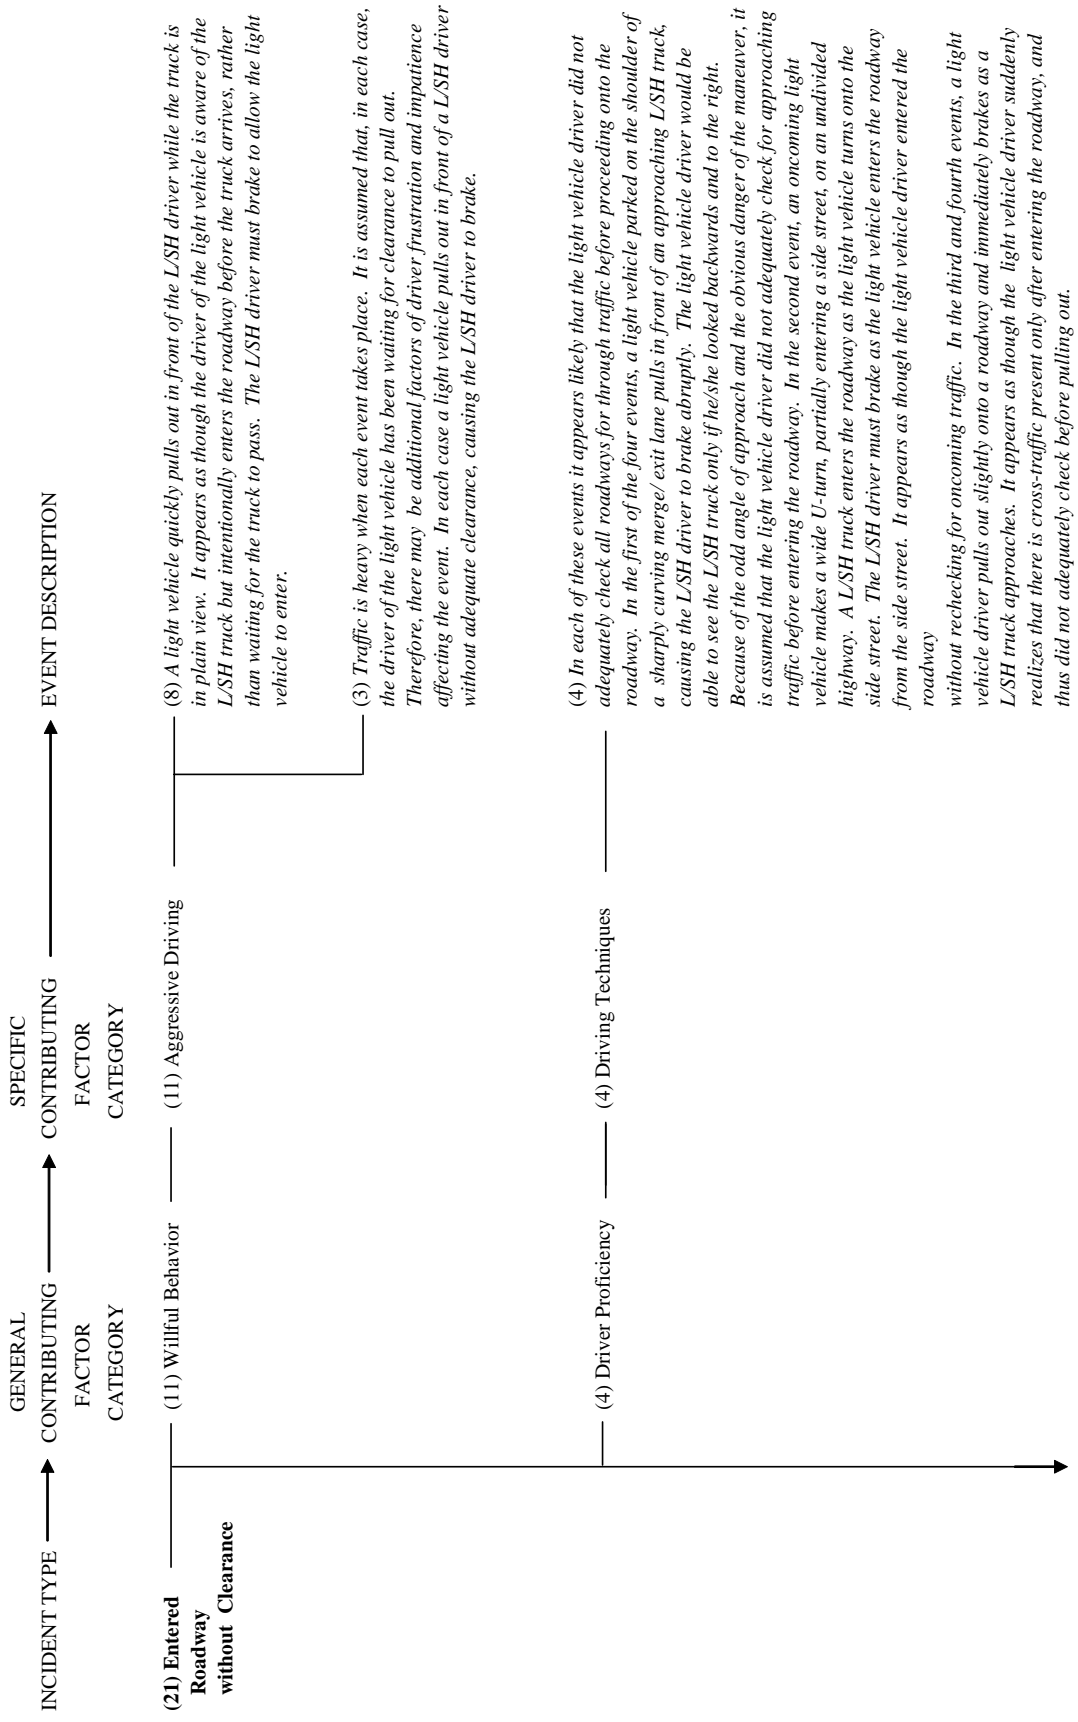 INCIDENT TYPE
GENERAL
CONTRIBUTING
FACTOR
CATEGORY
SPECIFIC
CONTRIBUTING
FACTOR
CATEGORY
EVENT DESCRIPTION
(21) Entered
Roadway
without Clearance
(11) Willful Behavior
(11) Aggressive Driving
(8) A light vehicle quickly pulls out in front of the L/SH driver while the truck is
in plain view. It appears as though the driver of the light vehicle is aware of the
L/SH truck but intentionally enters the roadway before the truck arrives, rather
than waiting for the truck to pass. The L/SH driver must brake to allow the light
vehicle to enter.
(3) Traffic is heavy when each event takes place. It is assumed that, in each case,
the driver of the light vehicle has been waiting for clearance to pull out.
Therefore, there may be additional factors of driver frustration and impatience
affecting the event. In each case a light vehicle pulls out in front of a L/SH driver
without adequate clearance, causing the L/SH driver to brake.
(4) Driver Proficiency
(4) Driving Techniques
(4) In each of these events it appears likely that the light vehicle driver did not
adequately check all roadways for through traffic before proceeding onto the
roadway. In the first of the four events, a light vehicle parked on the shoulder of
a sharply curving merge/ exit lane pulls in front of an approaching L/SH truck,
causing the L/SH driver to brake abruptly. The light vehicle driver would be
able to see the L/SH truck only if he/she looked backwards and to the right.
Because of the odd angle of approach and the obvious danger of the maneuver, it
is assumed that the light vehicle driver did not adequately check for approaching
traffic before entering the roadway. In the second event, an oncoming light
vehicle makes a wide U-turn, partially entering a side street, on an undivided
highway. A L/SH truck enters the roadway as the light vehicle turns onto the
side street. The L/SH driver must brake as the light vehicle enters the roadway
from the side street. It appears as though the light vehicle driver entered the
roadway
without rechecking for oncoming traffic. In the third and fourth events, a light
vehicle driver pulls out slightly onto a roadway and immediately brakes as a
L/SH truck approaches. It appears as though the light vehicle driver suddenly
realizes that there is cross-traffic present only after entering the roadway, and
thus did not adequately check before pulling out.